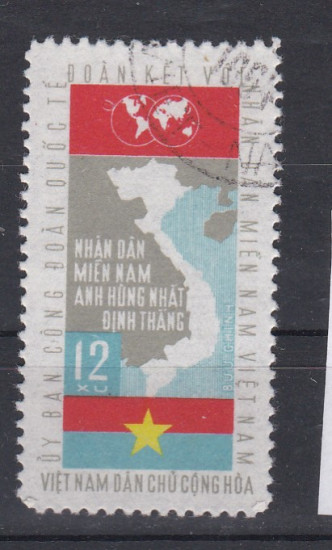 ỦY BAN CÔNG ĐOÀN QUỐC TẾ
ĐOÀN KẾT VỚI NHÂN DÂN MIỀN NAM VIỆT NAM
NHÂN DÂN
MIỀN NAM
ANH HÙNG NHẤT
ĐỊNH THẮNG
12
XU
VIỆT NAM DÂN CHỦ CỘNG HÒA